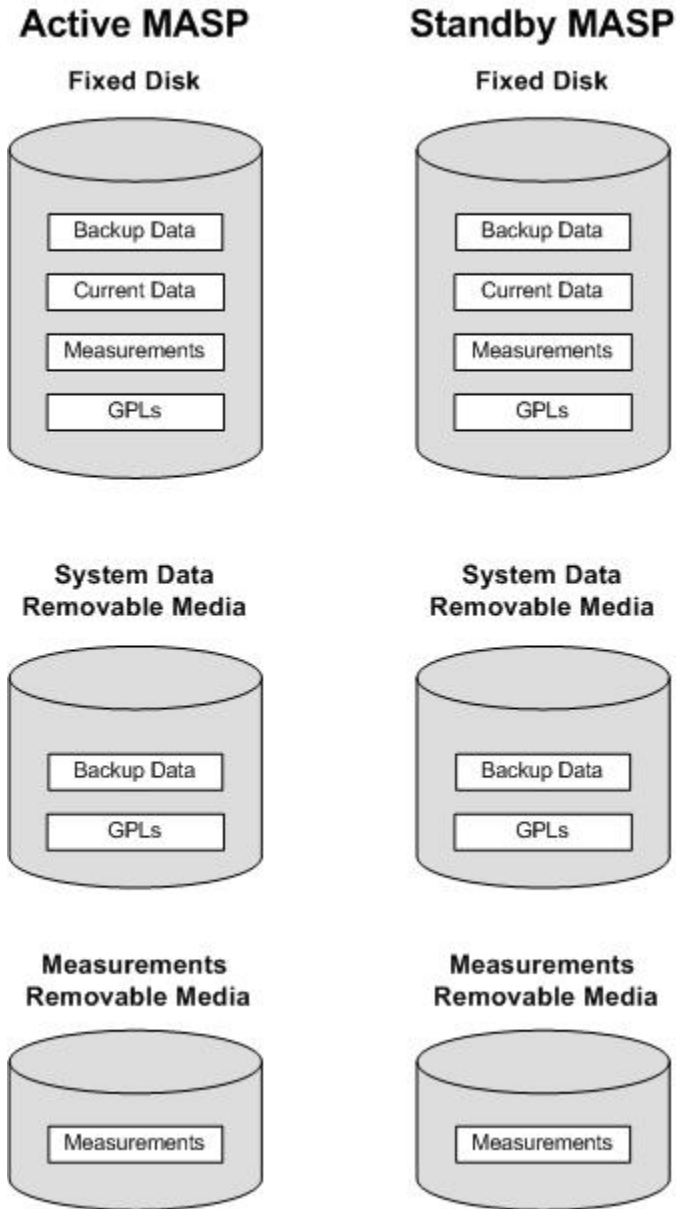 Active MASP
Standby MASP
Fixed Disk
Fixed Disk
Backup Data
Backup Data
Current Data
Current Data
Measurements
Measurements
GPLs
GPLs
System Data
Removable Media
System Data
Removable Media
Backup Data
Backup Data
GPLs
GPLs
Measurements
Removable Media
Measurements
Removable Media
Measurements
Measurements